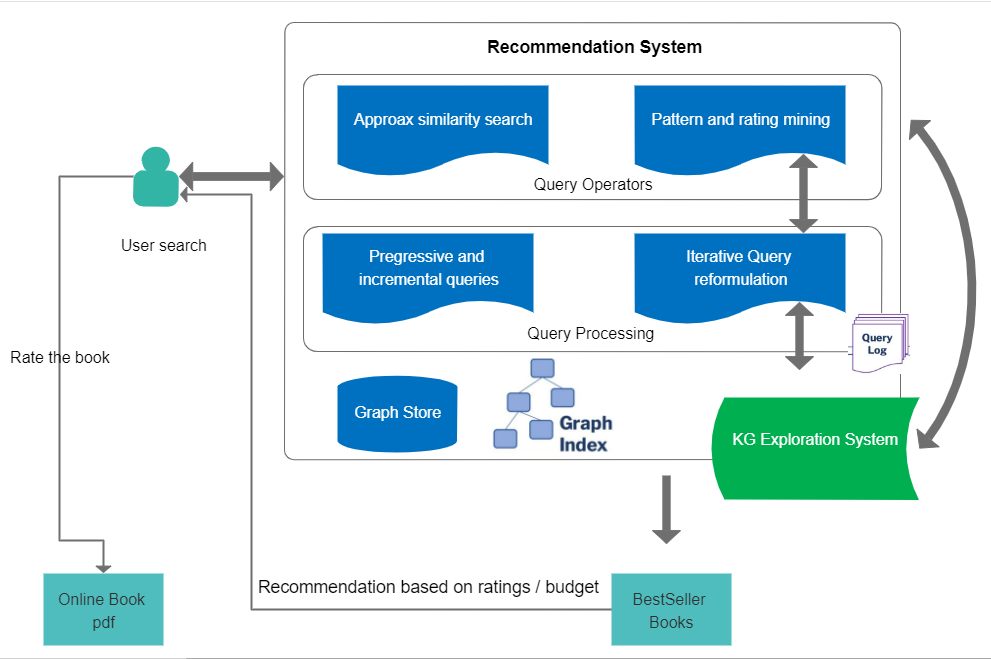 Recommendation System
Approax similarity search
Pattern and rating mining
Query Operators
User search
Pregressive and
incremental queries
Iterative Query
reformulation
Query Processing
Query
Log
Rate the book
Graph Store
Graph
Index
KG Exploration System
Recommendation based on ratings / budget
Online Book
pdf
BestSeller
Books